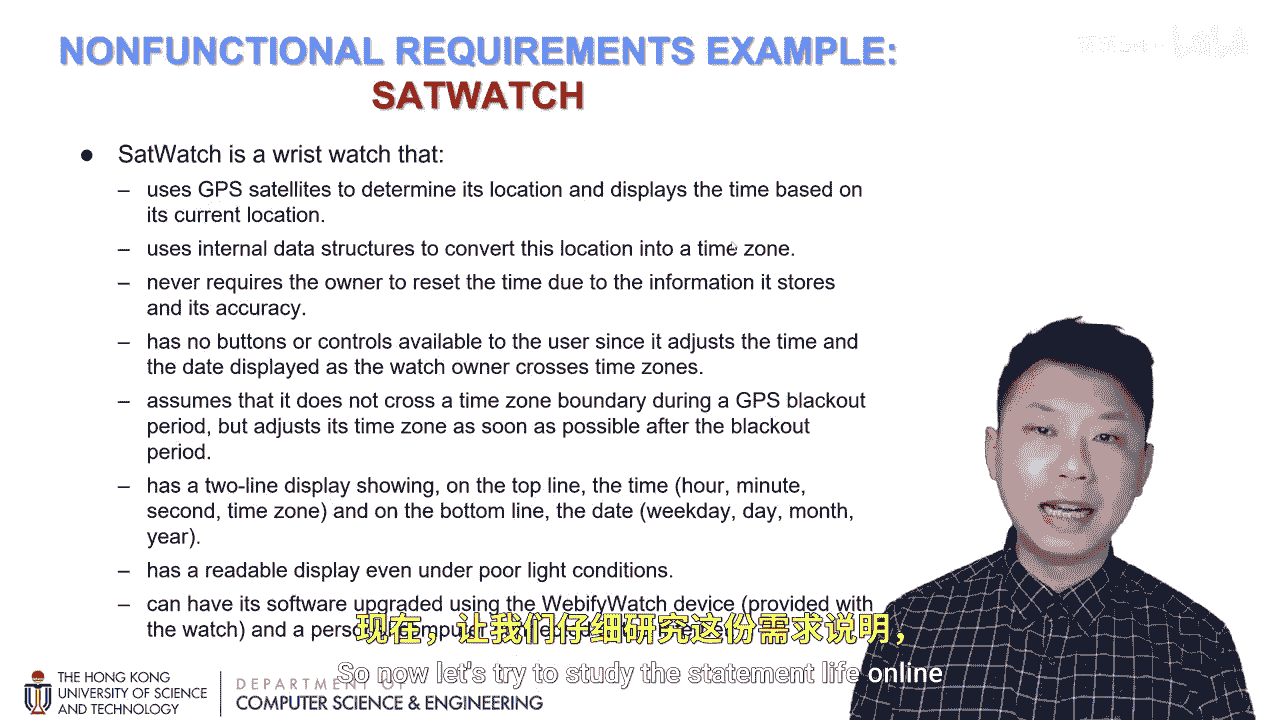 NONFUNCTIONAL REQUIREMENTS EXAMPLE:
SATWATCH
● SatWatch is a wrist watch that:
– uses GPS satellites to determine its location and displays the time based on
its current location.
– uses internal data structures to convert this location into a time zone.
– never requires the owner to reset the time due to the information it stores
and its accuracy.
– has no buttons or controls available to the user since it adjusts the time and
the date displayed as the watch owner crosses time zones.
– assumes that it does not cross a time zone boundary during a GPS blackout
period, but adjusts its time zone as soon as possible after the blackout
period.
– has a two-line display showing, on the top line, the time (hour, minute,
second, time zone) and on the bottom line, the date (weekday, day, month,
year).
– has a readable display even under poor light conditions.
– can have its software upgraded using the WebifyWatch device (provided with
the watch) and a personal
现在，让我们仔细研究这份需求说明，
So now let's try to study the statement life online
THE HONG KONG
UNIVERSITY OF SCIENCE
AND TECHNOLOGY
DEPARTMENT OF
COMPUTER SCIENCE & ENGINEERING